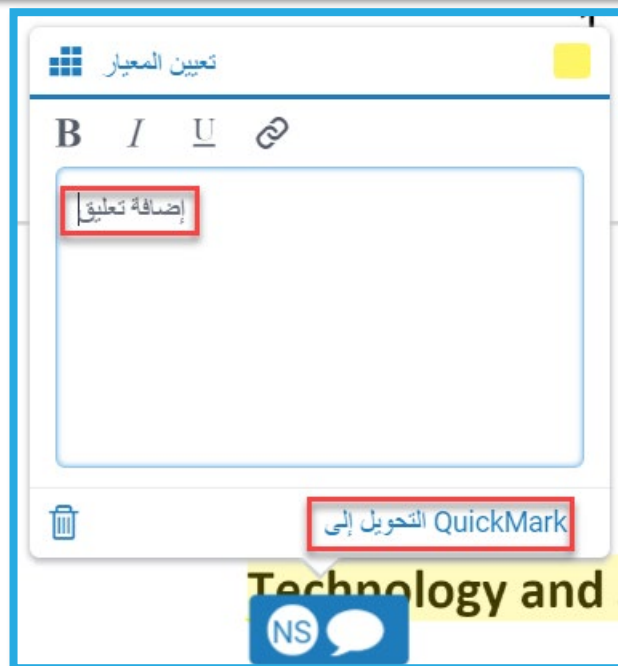 تعيين المعيار
B I U
إضافة تعليق
التحويل إلى QuickMark
Technology and
NS